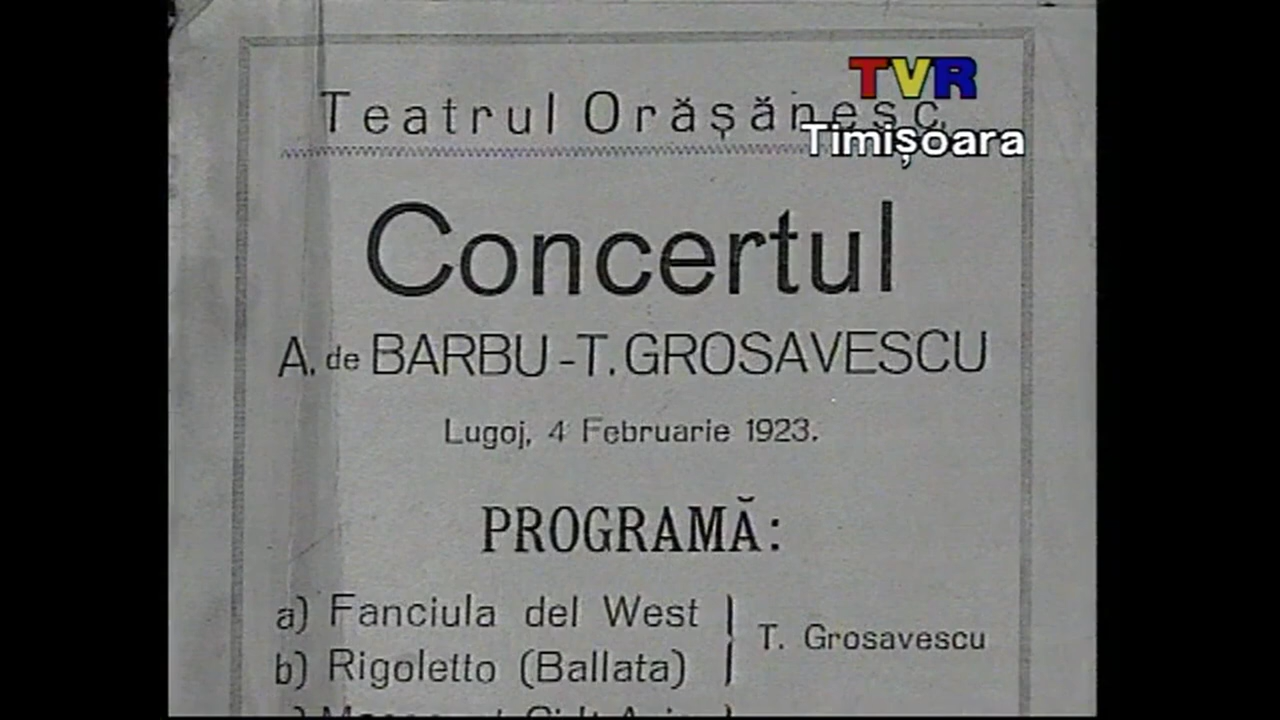 TVR
Timișoara
Teatrul Orășănesc
Concertul
A. de BARBU - T. GROSAVESCU
Lugoj, 4 Februarie 1923.
PROGRAMĂ:
a) Fanciula del West
b) Rigoletto (Ballata)
T. Grosavescu